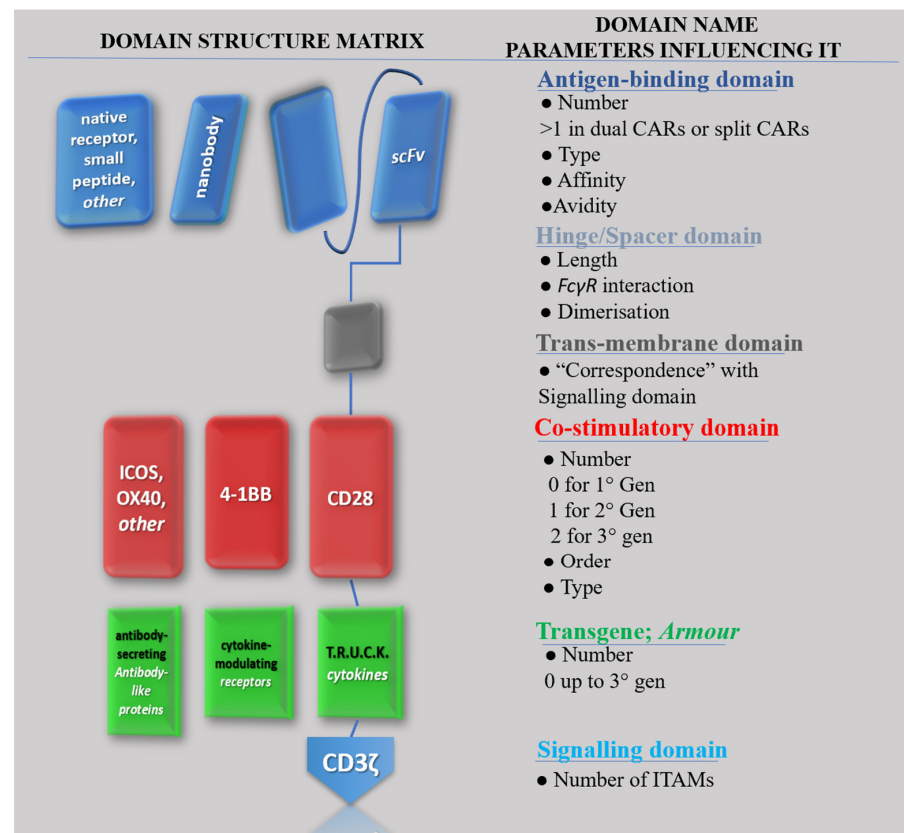 DOMAIN STRUCTURE MATRIX
DOMAIN NAME
PARAMETERS INFLUENCING IT
native
receptor,
small
peptide,
other
nanobody
scFv
Antigen-binding domain
● Number
>1 in dual CARs or split CARs
● Type
● Affinity
●Avidity
Hinge/Spacer domain
● Length
● FcγR interaction
● Dimerisation
Trans-membrane domain
● “Correspondence” with
Signalling domain
ICOS,
OX40,
other
4-1BB
CD28
Co-stimulatory domain
● Number
0 for 1° Gen
1 for 2° Gen
2 for 3° gen
● Order
● Type
antibody-
secreting
Antibody-
like
proteins
cytokine-
modulating
receptors
T.R.U.C.K.
cytokines
Transgene; Armour
● Number
0 up to 3° gen
CD3ζ
Signalling domain
● Number of ITAMs